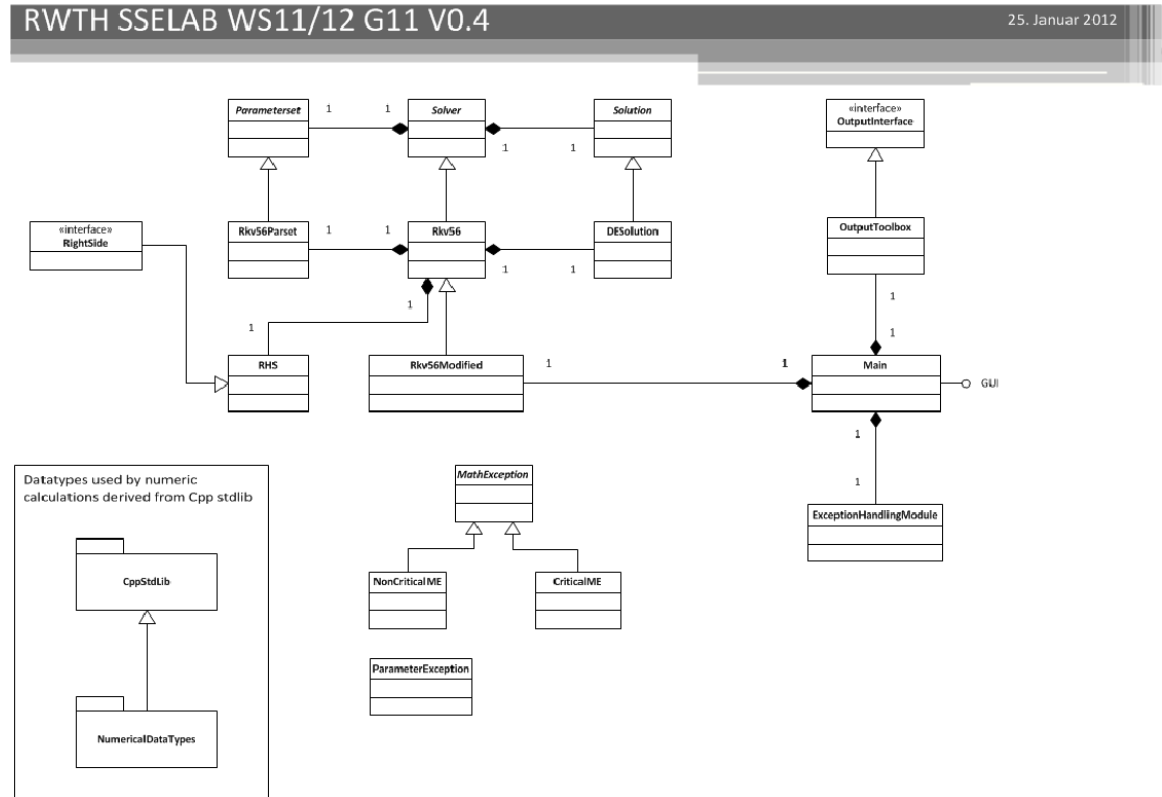 RWTH SSELAB WS11/12 G11 V0.4
25. Januar 2012
Parameterset
1
1
Solver
1
1
Solution
«interface»
OutputInterface
«interface»
RightSide
Rkv56Parset
1
1
Rkv56
1
1
DESolution
OutputToolbox
1
1
1
1
RHS
Rkv56Modified
1
1
Main
GUI
1
1
Datatypes used by numeric
calculations derived from Cpp stdlib
MathException
ExceptionHandlingModule
CppStdLib
NonCriticalME
CriticalME
ParameterException
NumericalDataTypes